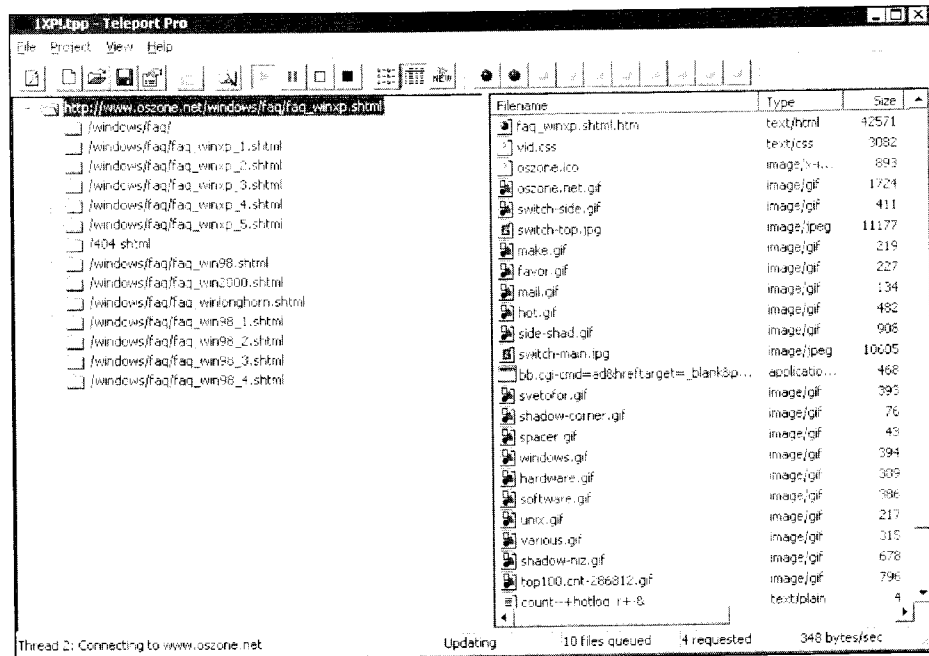 !XP!.tpp - Teleport Pro
File Project View Help
NEW
http://www.oszone.net/windows/faq/faq_winxp.shtml
/windows/faq/
/windows/faq/faq_winxp_1.shtml
/windows/faq/faq_winxp_2.shtml
/windows/faq/faq_winxp_3.shtml
/windows/faq/faq_winxp_4.shtml
/windows/faq/faq_winxp_5.shtml
/404.shtml
/windows/faq/faq_win98.shtml
/windows/faq/faq_win2000.shtml
/windows/faq/faq_winlonghorn.shtml
/windows/faq/faq_win98_1.shtml
/windows/faq/faq_win98_2.shtml
/windows/faq/faq_win98_3.shtml
/windows/faq/faq_win98_4.shtml
Filename Type Size
faq_winxp.shtml.htm text/html 42571
vid.css text/css 3082
oszone.ico image/x-i... 893
oszone.net.gif image/gif 1724
switch-side.gif image/gif 411
switch-top.jpg image/jpeg 11177
make.gif image/gif 219
favor.gif image/gif 227
mail.gif image/gif 134
hot.gif image/gif 482
side-shad.gif image/gif 908
switch-main.jpg image/jpeg 10605
bb.cgi-cmd=ad&hreftarget=_blank&p... applicatio... 468
svetofor.gif image/gif 393
shadow-corner.gif image/gif 76
spacer.gif image/gif 43
windows.gif image/gif 394
hardware.gif image/gif 309
software.gif image/gif 386
unix.gif image/gif 217
various.gif image/gif 315
shadow-niz.gif image/gif 678
top100.cnt-286812.gif image/gif 796
count--+hotlog_r+-& text/plain 4
Thread 2: Connecting to www.oszone.net Updating 10 files queued 4 requested 348 bytes/sec